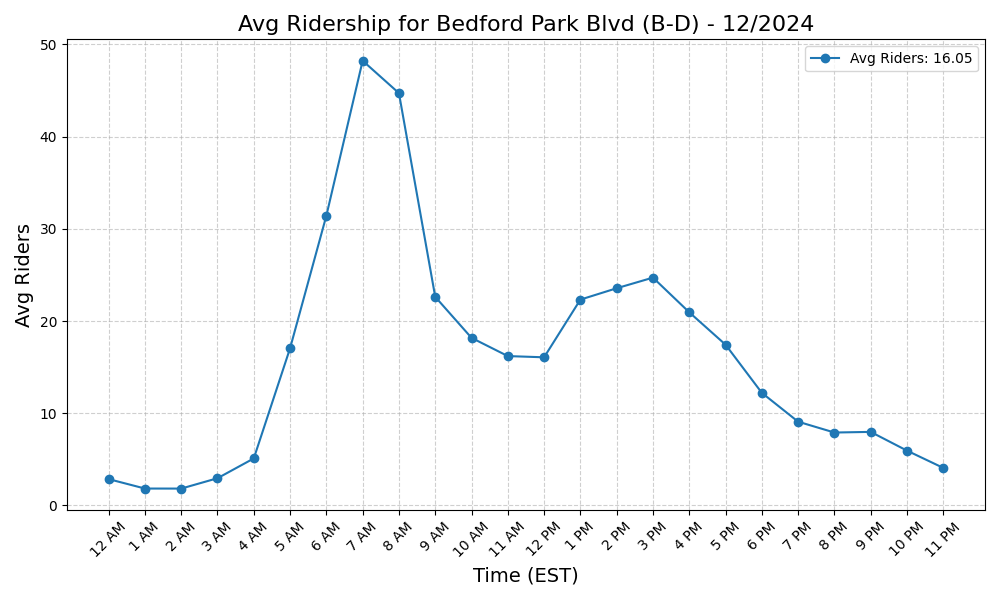 Avg Ridership for Bedford Park Blvd (B-D) - 12/2024
Avg Riders: 16.05
50
40
30
20
10
0
Avg Riders
12 AM
1 AM
2 AM
3 AM
4 AM
5 AM
6 AM
7 AM
8 AM
9 AM
10 AM
11 AM
12 PM
1 PM
2 PM
3 PM
4 PM
5 PM
6 PM
7 PM
8 PM
9 PM
10 PM
11 PM
Time (EST)